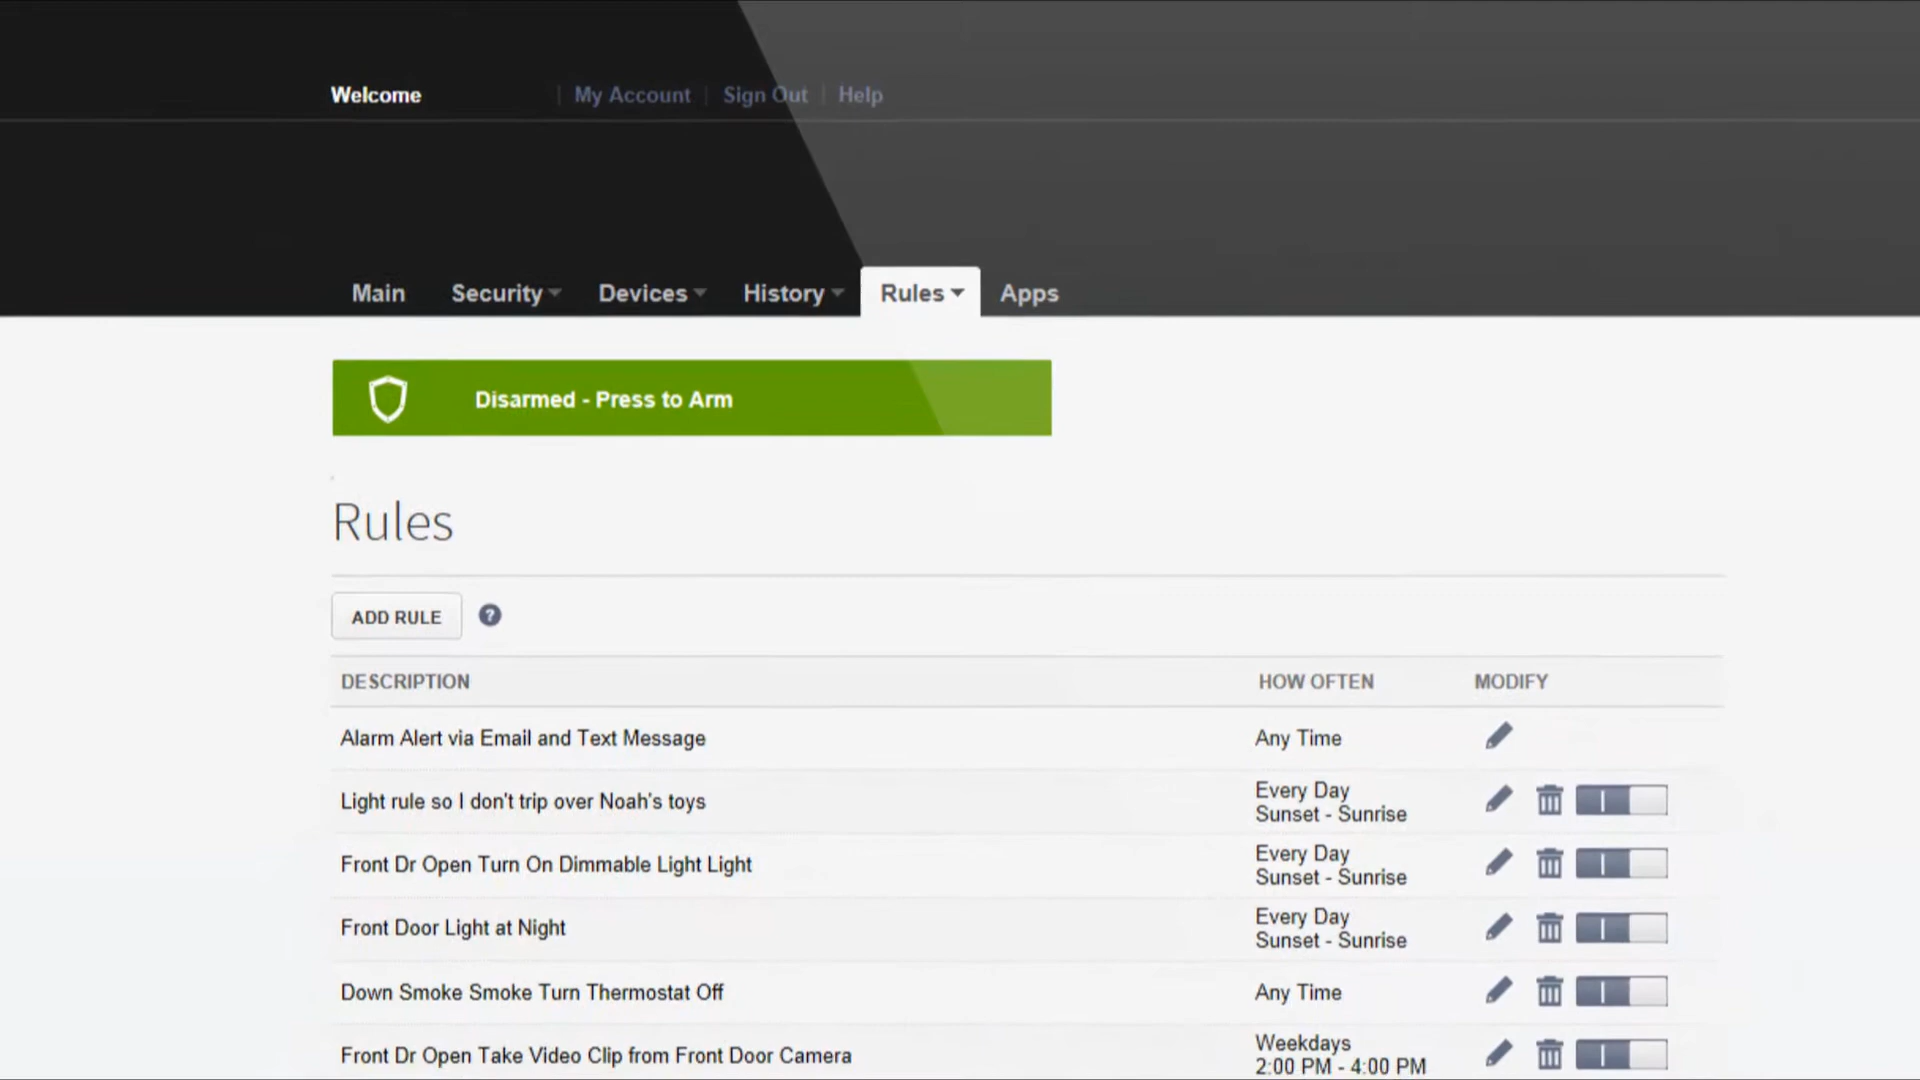 Welcome | My Account | Sign Out | Help
Main Security Devices History Rules Apps
Disarmed - Press to Arm
Rules
ADD RULE ?
DESCRIPTION HOW OFTEN MODIFY
Alarm Alert via Email and Text Message Any Time
Light rule so I don't trip over Noah's toys Every Day
Sunset - Sunrise
Front Dr Open Turn On Dimmable Light Light Every Day
Sunset - Sunrise
Front Door Light at Night Every Day
Sunset - Sunrise
Down Smoke Smoke Turn Thermostat Off Any Time
Front Dr Open Take Video Clip from Front Door Camera Weekdays
2:00 PM - 4:00 PM